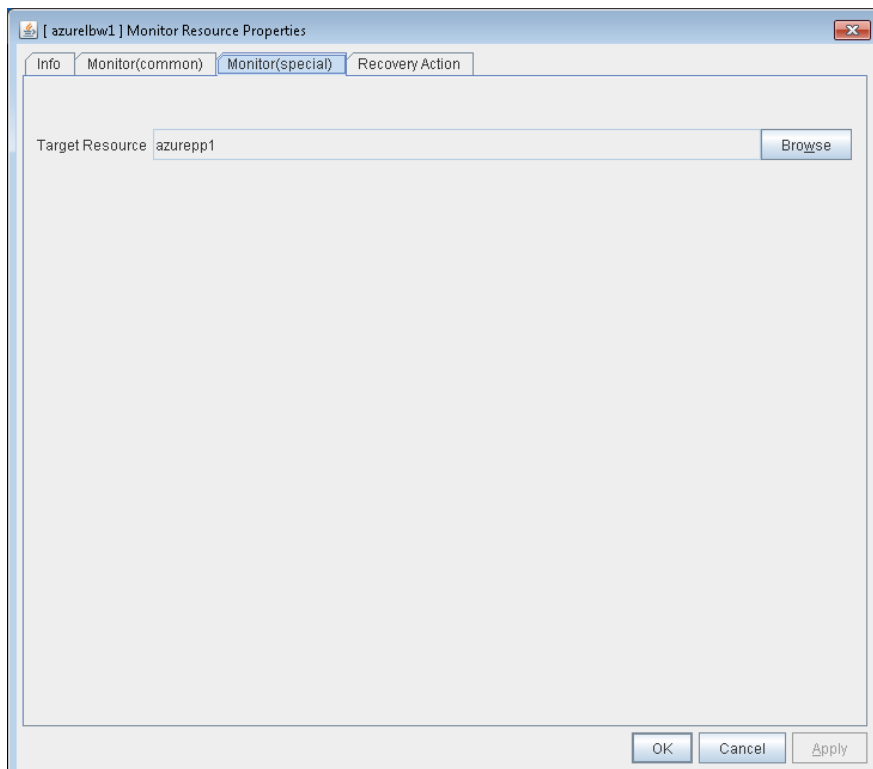 [ azurelbw1 ] Monitor Resource Properties
Info Monitor(common) Monitor(special) Recovery Action
Target Resource azurepp1 Browse
OK Cancel Apply